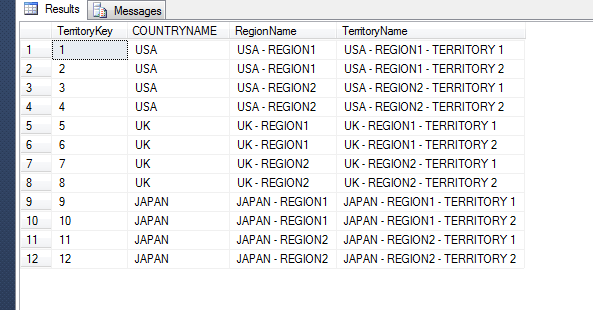 Results Messages
TerritoryKey COUNTRYNAME RegionName TerritoryName
1 1 USA USA - REGION1 USA - REGION1 - TERRITORY 1
2 2 USA USA - REGION1 USA - REGION1 - TERRITORY 2
3 3 USA USA - REGION2 USA - REGION2 - TERRITORY 1
4 4 USA USA - REGION2 USA - REGION2 - TERRITORY 2
5 5 UK UK - REGION1 UK - REGION1 - TERRITORY 1
6 6 UK UK - REGION1 UK - REGION1 - TERRITORY 2
7 7 UK UK - REGION2 UK - REGION2 - TERRITORY 1
8 8 UK UK - REGION2 UK - REGION2 - TERRITORY 2
9 9 JAPAN JAPAN - REGION1 JAPAN - REGION1 - TERRITORY 1
10 10 JAPAN JAPAN - REGION1 JAPAN - REGION1 - TERRITORY 2
11 11 JAPAN JAPAN - REGION2 JAPAN - REGION2 - TERRITORY 1
12 12 JAPAN JAPAN - REGION2 JAPAN - REGION2 - TERRITORY 2